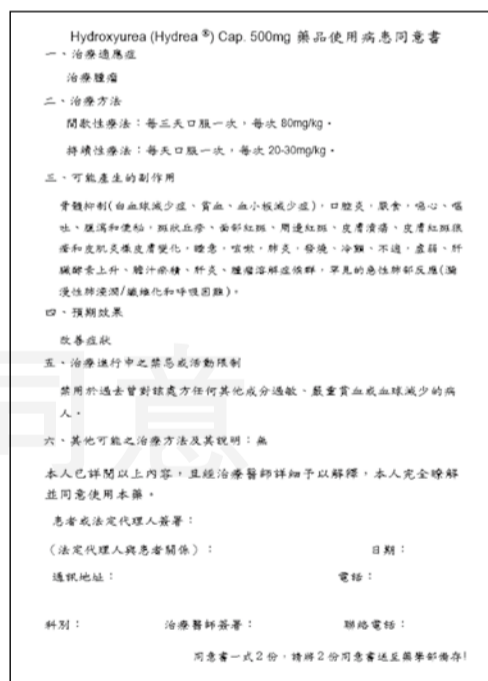 Hydroxyurea (Hydrea ®) Cap. 500mg 藥品使用病患同意書
一、治療適應症
治療腫瘤
二、治療方法
間歇性療法：每三天口服一次，每次 80mg/kg。
持續性療法：每天口服一次，每次 20-30mg/kg。
三、可能產生的副作用
骨髓抑制(白血球減少症、貧血、血小板減少症)，口腔炎、厭食、噁心、嘔
吐、腹瀉和便秘，斑狀丘疹、面部紅斑、周邊紅斑、皮膚潰瘍、皮膚紅斑狼
瘡和皮肌炎樣皮膚變化，睡意，咳嗽，肺炎，發燒、冷顫、不適，虛弱、肝
臟酵素上升、膽汁瘀積、肝炎、腫瘤溶解症候群，罕見的急性肺部反應(瀰
漫性肺浸潤/纖維化和呼吸困難)。
四、預期效果
改善症狀
五、治療進行中之禁忌或活動限制
禁用於過去曾對該處方任何其他成分過敏、嚴重貧血或血球減少的病
人。
六、其他可能之治療方法及其說明：無
本人已詳閱以上內容，且經治療醫師詳細予以解釋，本人完全瞭解
並同意使用本藥。
患者或法定代理人簽署：
（法定代理人與患者關係）： 日期：
通訊地址： 電話：
科別： 治療醫師簽署： 聯絡電話：
同意書一式2份，請將2份同意書送至藥學部備存!
同意